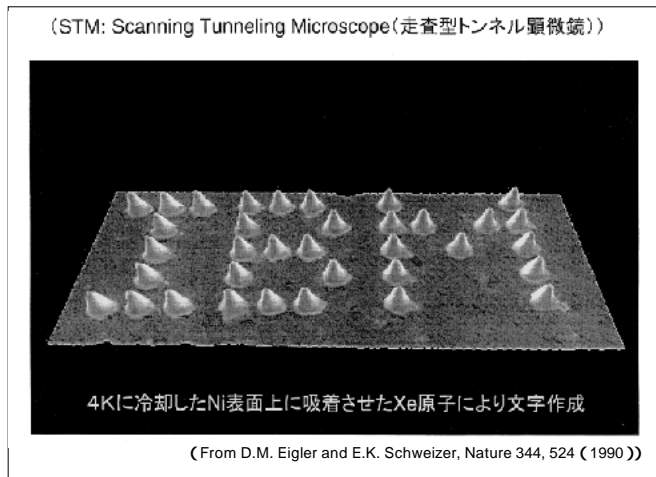 (STM: Scanning Tunneling Microscope(走査型トンネル顕微鏡))
IBM
4Kに冷却したNi表面上に吸着させたXe原子により文字作成
(From D.M. Eigler and E.K. Schweizer, Nature 344, 524 (1990))